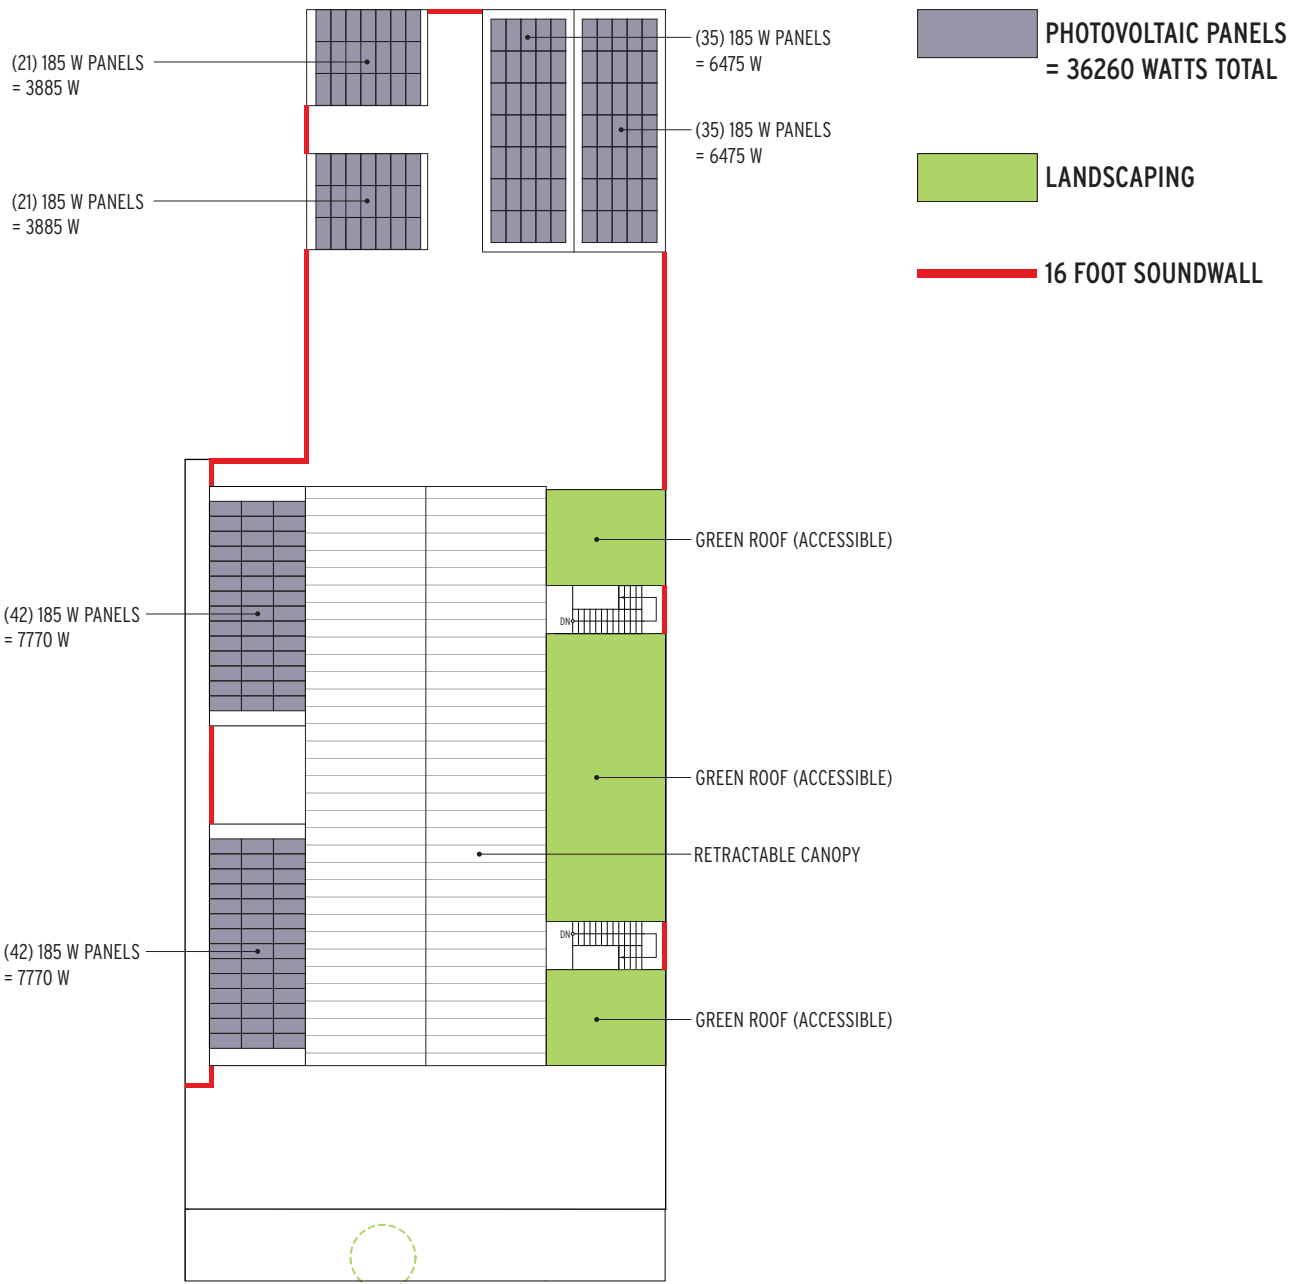 (21) 185 W PANELS
= 3885 W
(21) 185 W PANELS
= 3885 W
(35) 185 W PANELS
= 6475 W
(35) 185 W PANELS
= 6475 W
PHOTOVOLTAIC PANELS
= 36260 WATTS TOTAL
LANDSCAPING
16 FOOT SOUNDWALL
(42) 185 W PANELS
= 7770 W
(42) 185 W PANELS
= 7770 W
GREEN ROOF (ACCESSIBLE)
DN
GREEN ROOF (ACCESSIBLE)
RETRACTABLE CANOPY
DN
GREEN ROOF (ACCESSIBLE)